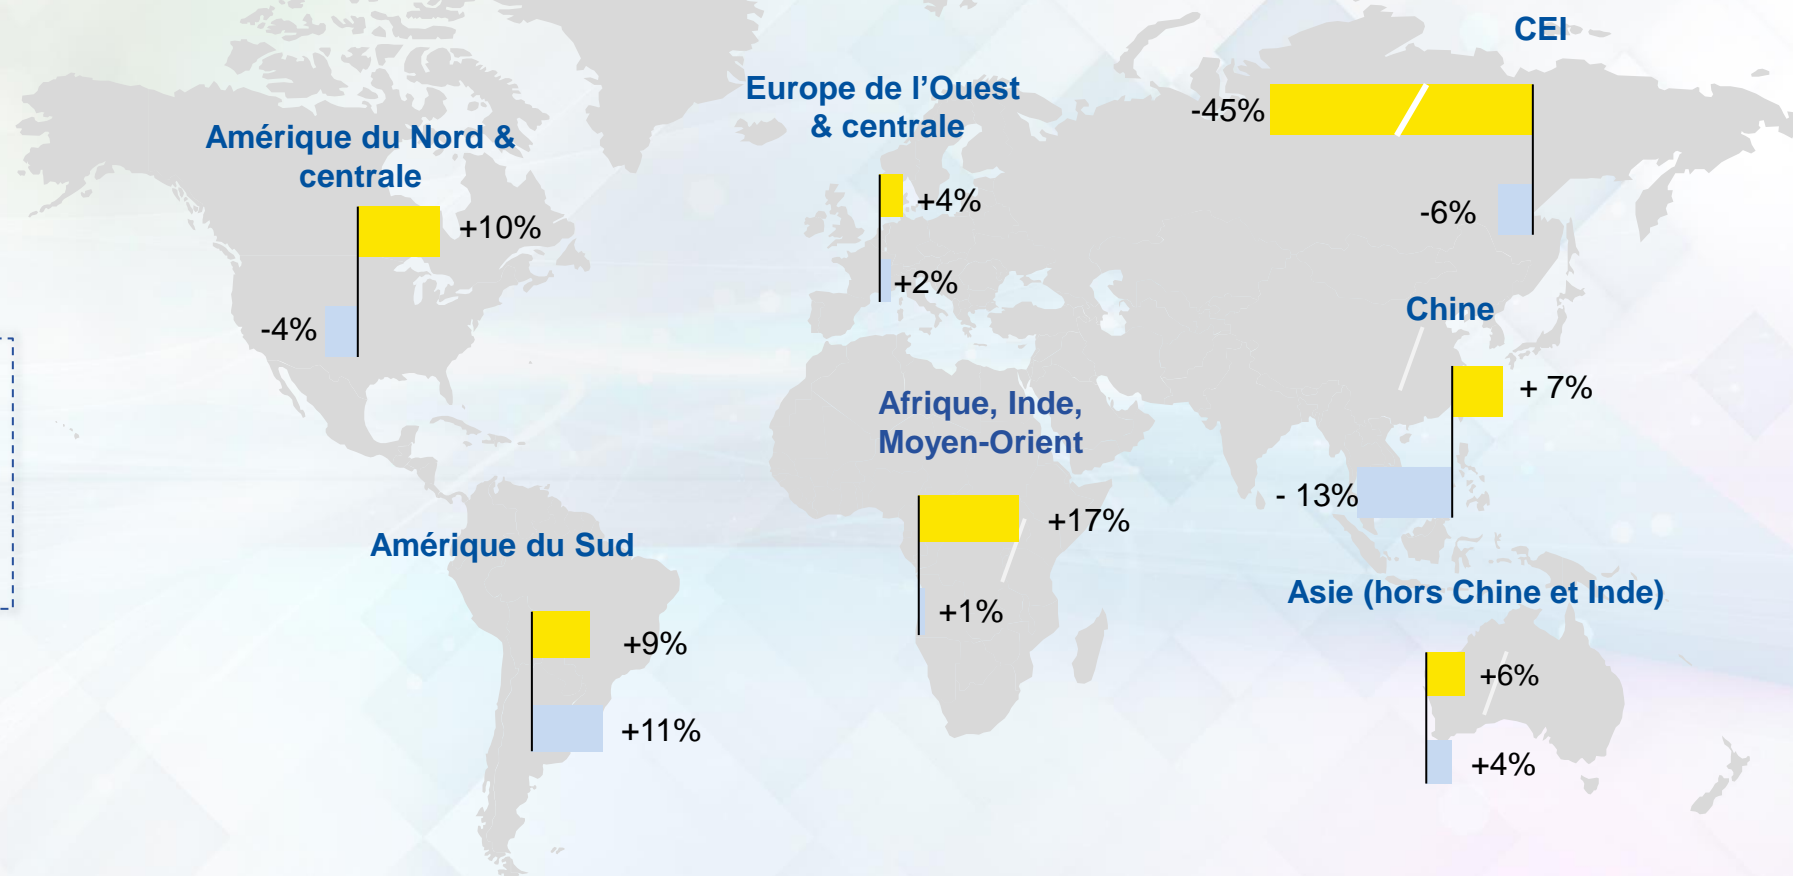 CEI
-45%
-6%
Europe de l’Ouest
& centrale
+4%
+2%
Amérique du Nord &
centrale
+10%
-4%
Chine
+ 7%
- 13%
Afrique, Inde,
Moyen-Orient
+17%
+1%
Amérique du Sud
+9%
+11%
Asie (hors Chine et Inde)
+6%
+4%